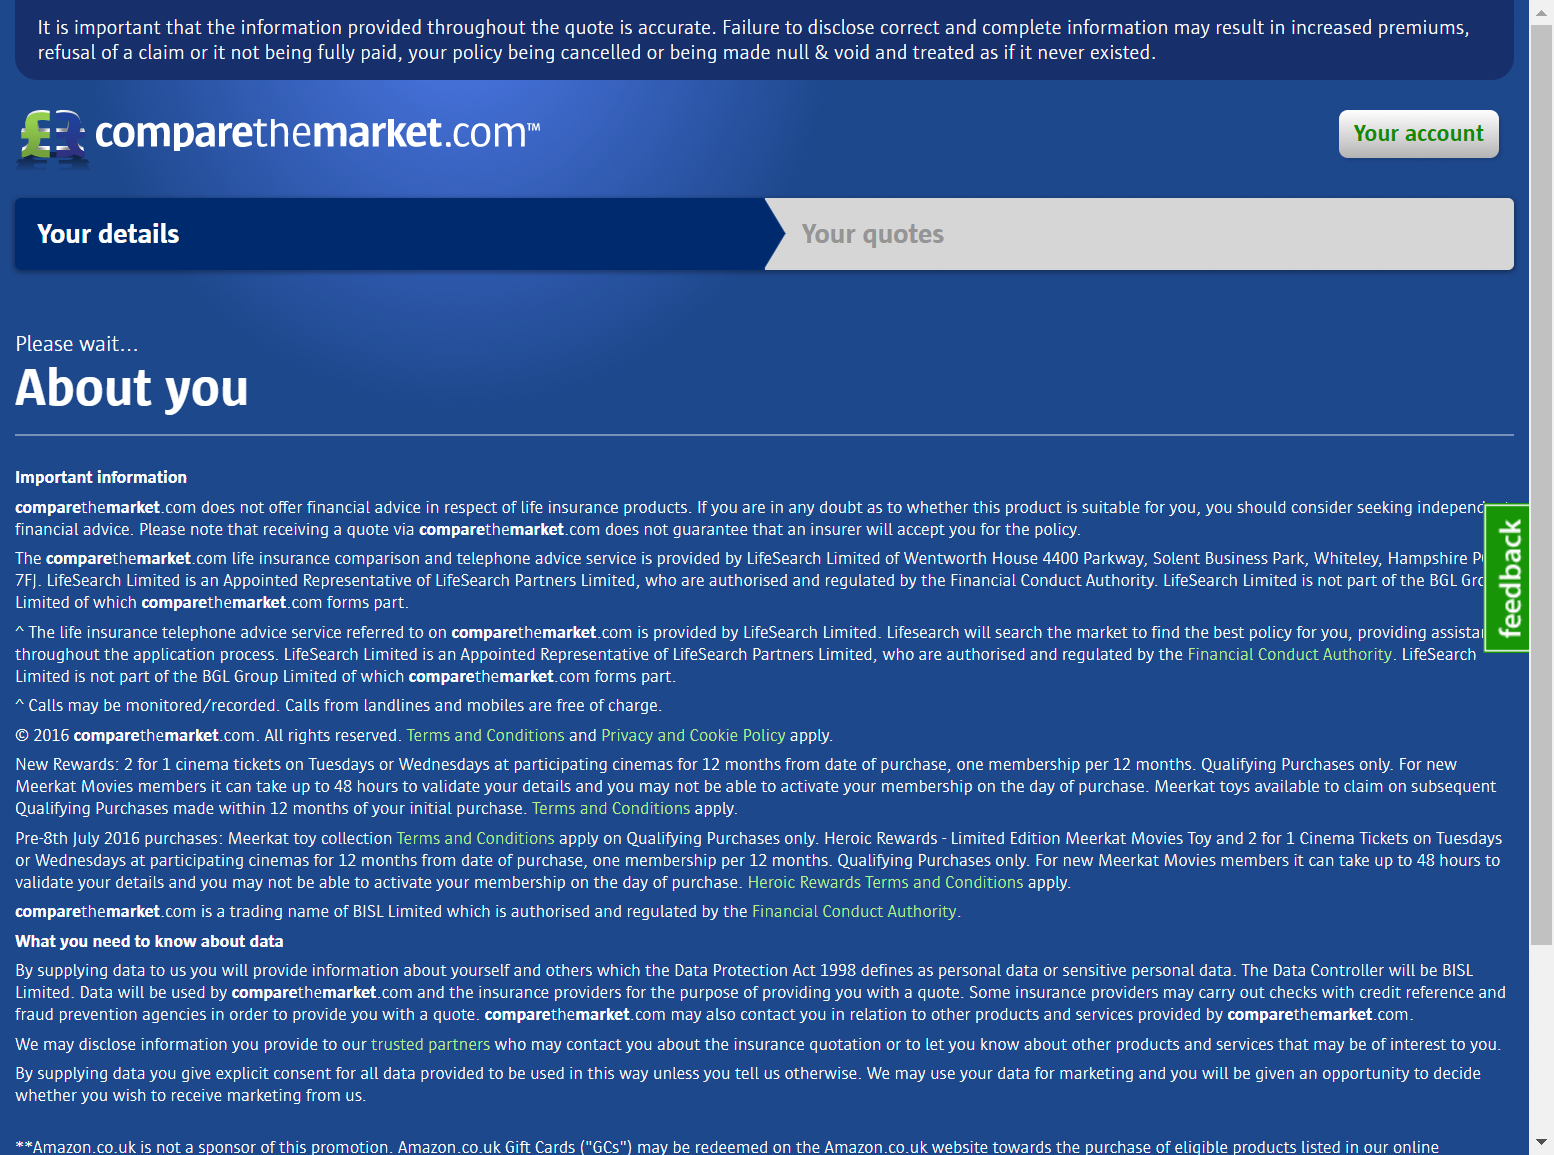 It is important that the information provided throughout the quote is accurate. Failure to disclose correct and complete information may result in increased premiums,
refusal of a claim or it not being fully paid, your policy being cancelled or being made null & void and treated as if it never existed.
comparethemarket.com™
Your account
Your details
Your quotes
Please wait...
About you
Important information
comparethemarket.com does not offer financial advice in respect of life insurance products. If you are in any doubt as to whether this product is suitable for you, you should consider seeking
financial advice. Please note that receiving a quote via comparethemarket.com does not guarantee that an insurer will accept you for the policy.
The comparethemarket.com life insurance comparison and telephone advice service is provided by LifeSearch Limited of Wentworth House 4400 Parkway, Solent Business Park, Whiteley, Hampshire
7FJ. LifeSearch Limited is an Appointed Representative of LifeSearch Partners Limited, who are authorised and regulated by the Financial Conduct Authority. LifeSearch Limited is not part of the BGL
Limited of which comparethemarket.com forms part.
feedback
^ The life insurance telephone advice service referred to on comparethemarket.com is provided by LifeSearch Limited. Lifesearch will search the market to find the best policy for you, providing
throughout the application process. LifeSearch Limited is an Appointed Representative of LifeSearch Partners Limited, who are authorised and regulated by the Financial Conduct Authority. LifeSearch
Limited is not part of the BGL Group Limited of which comparethemarket.com forms part.
^ Calls may be monitored/recorded. Calls from landlines and mobiles are free of charge.
© 2016 comparethemarket.com. All rights reserved. Terms and Conditions and Privacy and Cookie Policy apply.
New Rewards: 2 for 1 cinema tickets on Tuesdays or Wednesdays at participating cinemas for 12 months from date of purchase, one membership per 12 months. Qualifying Purchases only. For new
Meerkat Movies members it can take up to 48 hours to validate your details and you may not be able to activate your membership on the day of purchase. Meerkat toys available to claim on subsequent
Qualifying Purchases made within 12 months of your initial purchase. Terms and Conditions apply.
Pre-8th July 2016 purchases: Meerkat toy collection Terms and Conditions apply on Qualifying Purchases only. Heroic Rewards - Limited Edition Meerkat Movies Toy and 2 for 1 Cinema Tickets on Tuesdays
or Wednesdays at participating cinemas for 12 months from date of purchase, one membership per 12 months. Qualifying Purchases only. For new Meerkat Movies members it can take up to 48 hours to
validate your details and you may not be able to activate your membership on the day of purchase. Heroic Rewards Terms and Conditions apply.
comparethemarket.com is a trading name of BISL Limited which is authorised and regulated by the Financial Conduct Authority.
What you need to know about data
By supplying data to us you will provide information about yourself and others which the Data Protection Act 1998 defines as personal data or sensitive personal data. The Data Controller will be BISL
Limited. Data will be used by comparethemarket.com and the insurance providers for the purpose of providing you with a quote. Some insurance providers may carry out checks with credit reference and
fraud prevention agencies in order to provide you with a quote. comparethemarket.com may also contact you in relation to other products and services provided by comparethemarket.com.
We may disclose information you provide to our trusted partners who may contact you about the insurance quotation or to let you know about other products and services that may be of interest to you.
By supplying data you give explicit consent for all data provided to be used in this way unless you tell us otherwise. We may use your data for marketing and you will be given an opportunity to decide
whether you wish to receive marketing from us.
**Amazon.co.uk is not a sponsor of this promotion. Amazon.co.uk Gift Cards ("GCs") may be redeemed on the Amazon.co.uk website towards the purchase of eligible products listed in our online